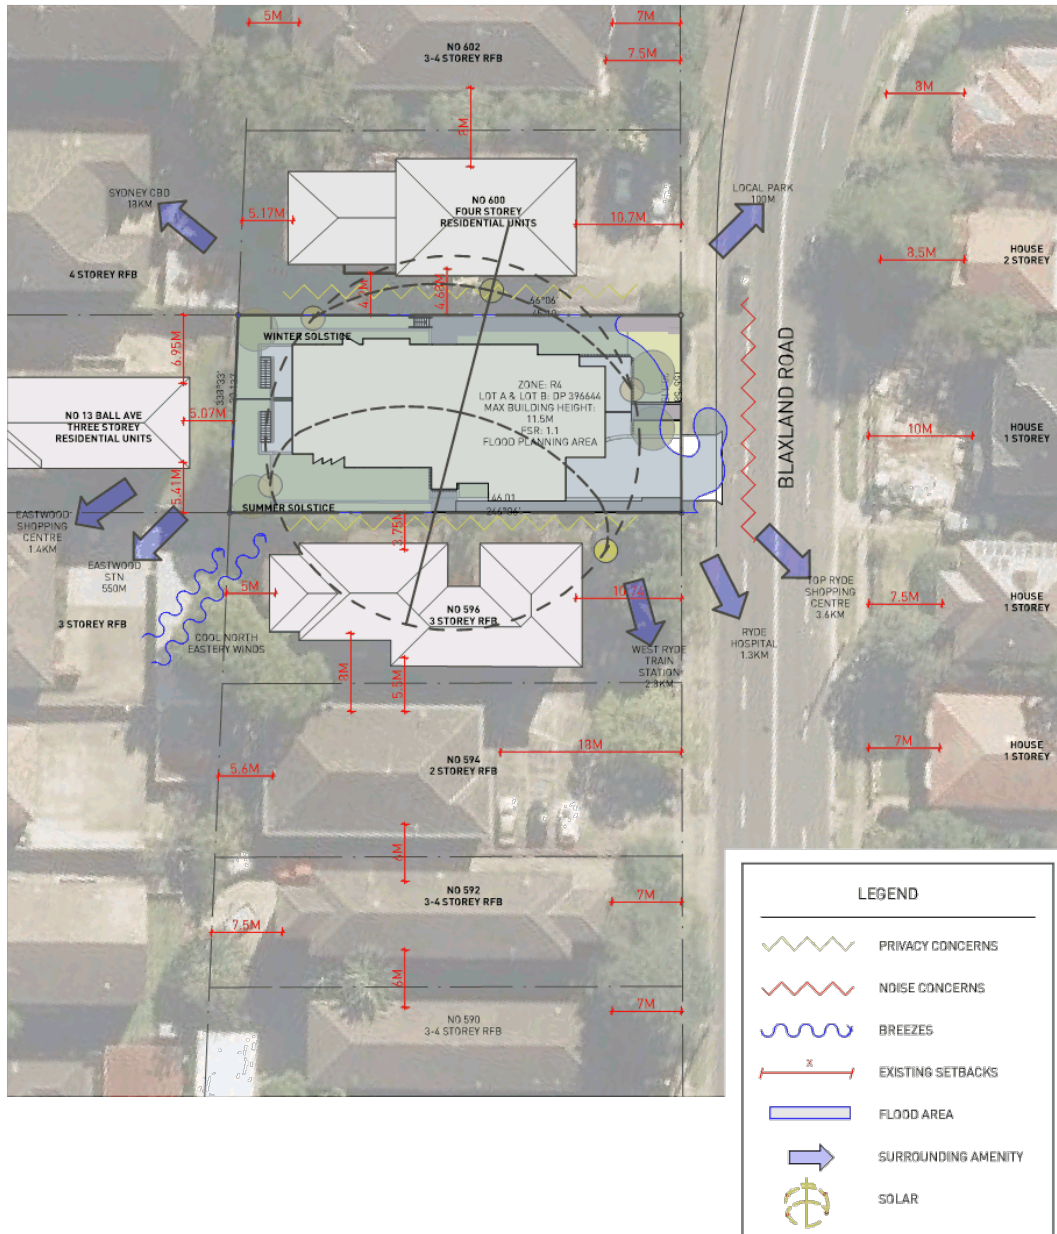 5M
7M
NO 602
3-4 STOREY RFB
7.5M
8M
8M
SYDNEY CBD
18KM
LOCAL PARK
100M
NO 600
FOUR STOREY
RESIDENTIAL UNITS
5.17M
10.7M
HOUSE
2 STOREY
8.5M
4 STOREY RFB
66°06'
WINTER SOLSTICE
6.95M
ZONE: R4
LOT A & LOT B: DP 396644
MAX BUILDING HEIGHT:
11.5M
FSR: 1.1
FLOOD PLANNING AREA
BLAXLAND ROAD
NO 13 BALL AVE
THREE STOREY
RESIDENTIAL UNITS
5.07M
10M
HOUSE
1 STOREY
5.41M
46.01
246°06'
SUMMER SOLSTICE
EASTWOOD
SHOPPING
CENTRE
1.4KM
3.75M
EASTWOOD
STN
550M
5M
10.7M
TOP RYDE
SHOPPING
CENTRE
3.6KM
7.5M
HOUSE
1 STOREY
3 STOREY RFB
NO 596
3 STOREY RFB
COOL NORTH
EASTERY WINDS
RYDE
HOSPITAL
1.3KM
WEST RYDE
TRAIN
STATION
2.8KM
8M
5.5M
18M
7M
HOUSE
1 STOREY
NO 594
2 STOREY RFB
5.6M
6M
NO 592
3-4 STOREY RFB
7M
7.5M
6M
7M
NO 590
3-4 STOREY RFB
LEGEND
PRIVACY CONCERNS
NOISE CONCERNS
BREEZES
X
EXISTING SETBACKS
FLOOD AREA
SURROUNDING AMENITY
SOLAR